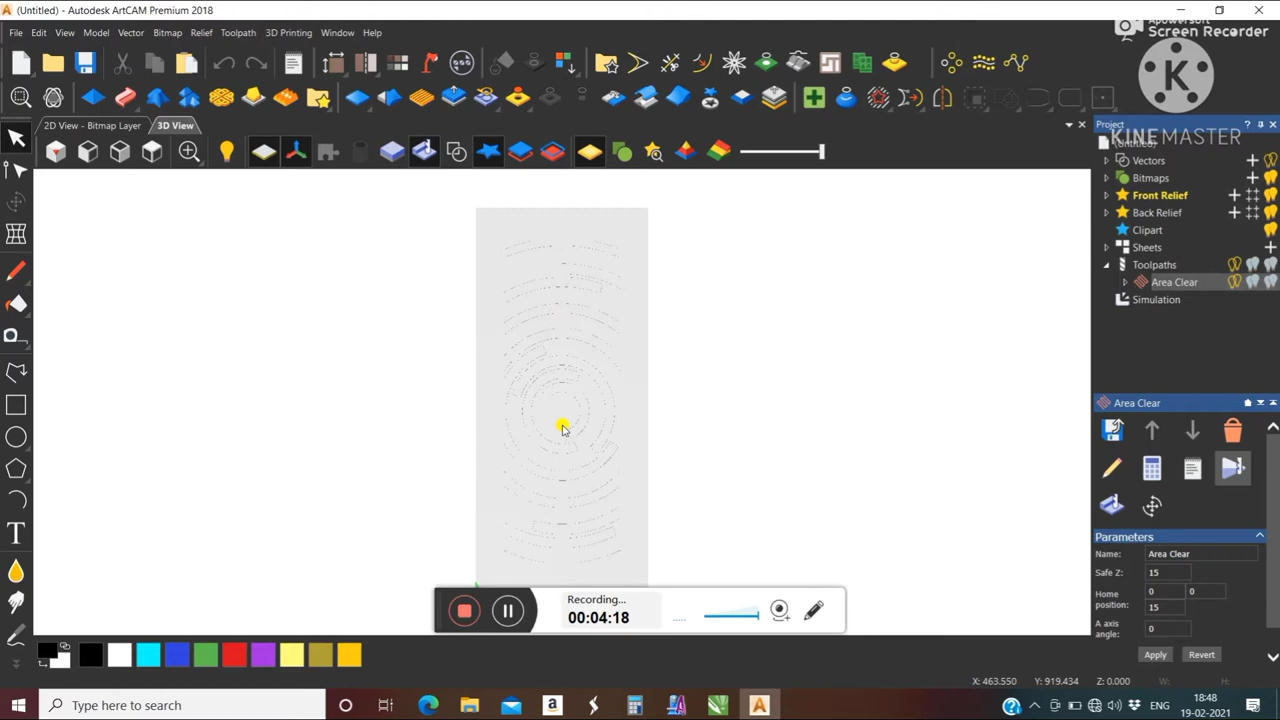 (Untitled) - Autodesk ArtCAM Premium 2018
Apowersoft
Screen Recorder
File Edit View Model Vector Bitmap Relief Toolpath 3D Printing Window Help
K
KINEMASTER
2D View - Bitmap Layer 3D View
Project
(Untitled)
Vectors
Bitmaps
Front Relief
Back Relief
Clipart
Sheets
Toolpaths
Area Clear
Simulation
Area Clear
Parameters
Name: Area Clear
Safe Z: 15
Home position: 0 0
15
A axis angle: 0
Apply Revert
Recording...
00:04:18
X: 463.550 Y: 919.434 Z: 0.000 W: H:
Type here to search
ENG
18:48
19-02-2021